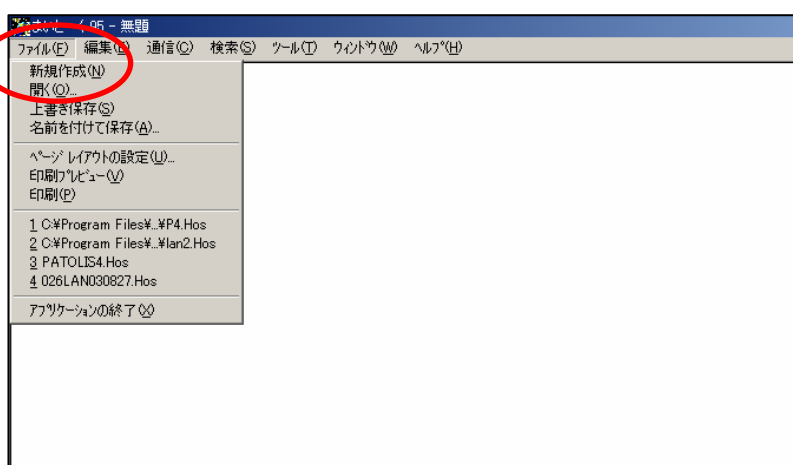 95 - 無題
ファイル(F) 編集(E) 通信(C) 検索(S) ツール(T) ウィンドウ(W) ヘルプ(H)
新規作成(N)
開く(O)...
上書き保存(S)
名前を付けて保存(A)...
ページレイアウトの設定(U)...
印刷プレビュー(V)
印刷(P)
1 C:¥Program Files¥...¥P4.Hos
2 C:¥Program Files¥...¥lan2.Hos
3 PATOLIS4.Hos
4 026LAN030827.Hos
アプリケーションの終了(X)